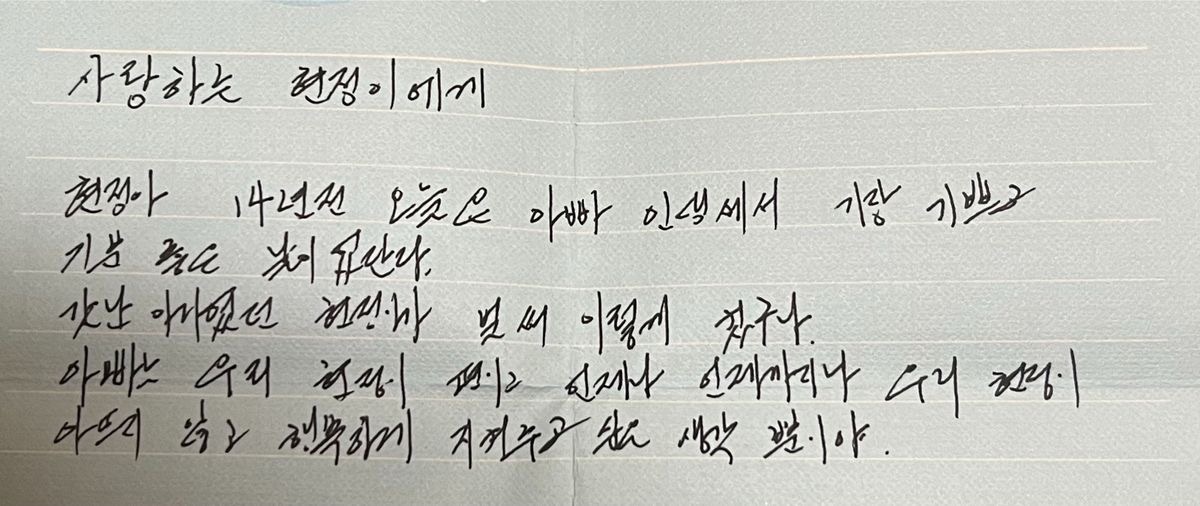 사랑하는 현정이에게
현정아 14년전 오늘은 아빠 인생에서 가장 기쁘고
기분 좋은 날이 였단다.
갓난 아기였던 현정이가 벌써 이렇게 컸구나.
아빠는 우리 현정이 편이고 언제나 언제까지나 우리 현정이
아프지 않고 행복하게 지켜주고 싶은 생각 뿐이야.